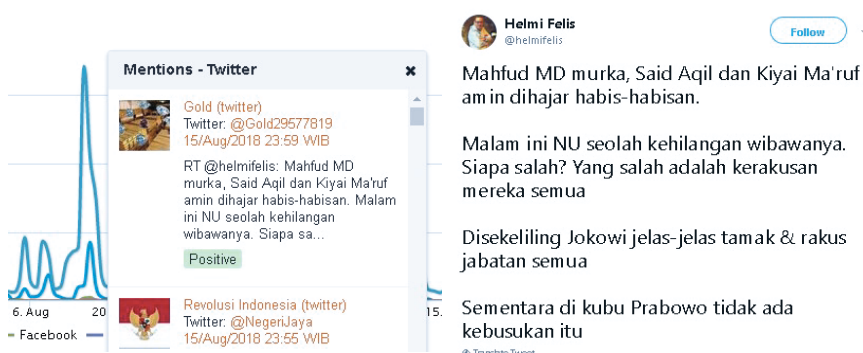 Mentions - Twitter
Gold (twitter)
Twitter: @Gold29577819
15/Aug/2018 23:59 WIB
RT @helmifelis: Mahfud MD
murka, Said Aqil dan Kiyai Ma'ruf
amin dihajar habis-habisan. Malam
ini NU seolah kehilangan
wibawanya. Siapa sa...
Positive
Revolusi Indonesia (twitter)
Twitter: @NegeriJaya
15/Aug/2018 23:55 WIB
6. Aug
20
15.
Facebook
Helmi Felis
@helmifelis
Follow
Mahfud MD murka, Said Aqil dan Kiyai Ma'ruf
amin dihajar habis-habisan.
Malam ini NU seolah kehilangan wibawanya.
Siapa salah? Yang salah adalah kerakusan
mereka semua
Disekeliling Jokowi jelas-jelas tamak & rakus
jabatan semua
Sementara di kubu Prabowo tidak ada
kebusukan itu
Translate Tweet